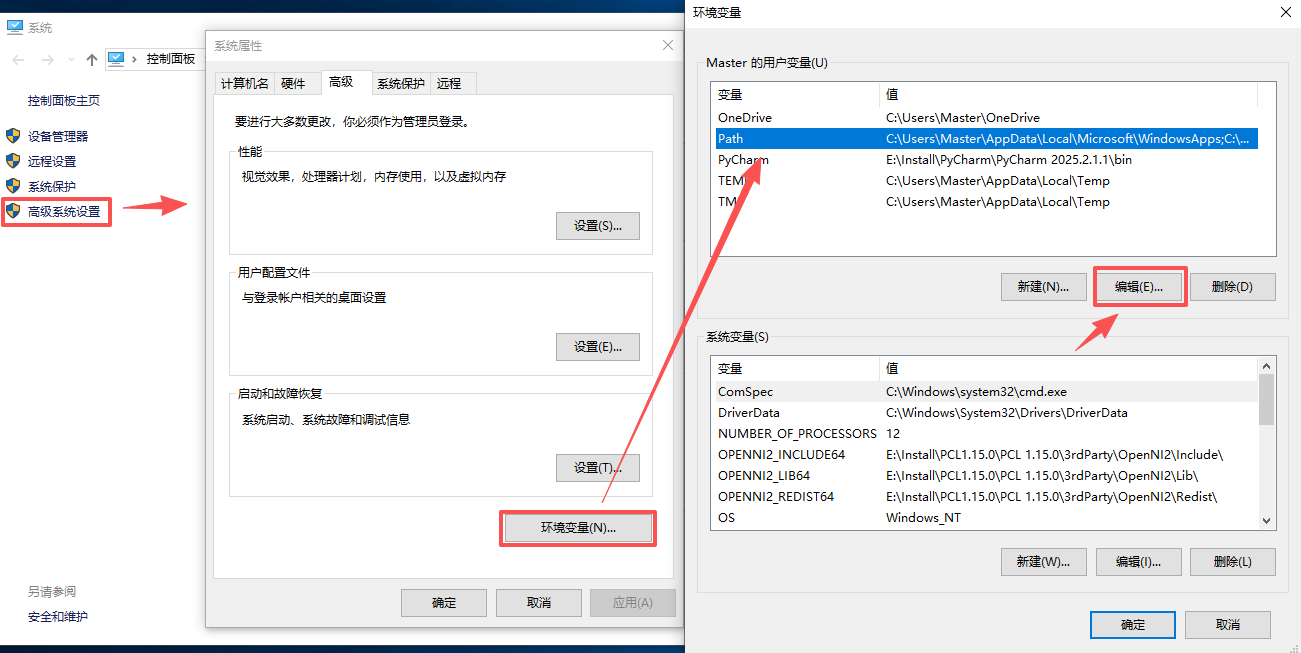 系统
控制面板
控制面板主页
设备管理器
远程设置
系统保护
高级系统设置
另请参阅
安全和维护
系统属性
计算机名 硬件 高级 系统保护 远程
要进行大多数更改，你必须作为管理员登录。
性能
视觉效果，处理器计划，内存使用，以及虚拟内存
设置(S)...
用户配置文件
与登录帐户相关的桌面设置
设置(E)...
启动和故障恢复
系统启动、系统故障和调试信息
设置(T)...
环境变量(N)...
确定 取消 应用(A)
环境变量
Master 的用户变量(U)
变量 值
OneDrive C:\Users\Master\OneDrive
Path C:\Users\Master\AppData\Local\Microsoft\WindowsApps;C:\...
PyCharm E:\Install\PyCharm\PyCharm 2025.2.1.1\bin
TEMP C:\Users\Master\AppData\Local\Temp
TMP C:\Users\Master\AppData\Local\Temp
新建(N)... 编辑(E)... 删除(D)
系统变量(S)
变量 值
ComSpec C:\Windows\system32\cmd.exe
DriverData C:\Windows\System32\Drivers\DriverData
NUMBER_OF_PROCESSORS 12
OPENNI2_INCLUDE64 E:\Install\PCL1.15.0\PCL 1.15.0\3rdParty\OpenNI2\Include\
OPENNI2_LIB64 E:\Install\PCL1.15.0\PCL 1.15.0\3rdParty\OpenNI2\Lib\
OPENNI2_REDIST64 E:\Install\PCL1.15.0\PCL 1.15.0\3rdParty\OpenNI2\Redist\
OS Windows_NT
新建(W)... 编辑(I)... 删除(L)
确定 取消